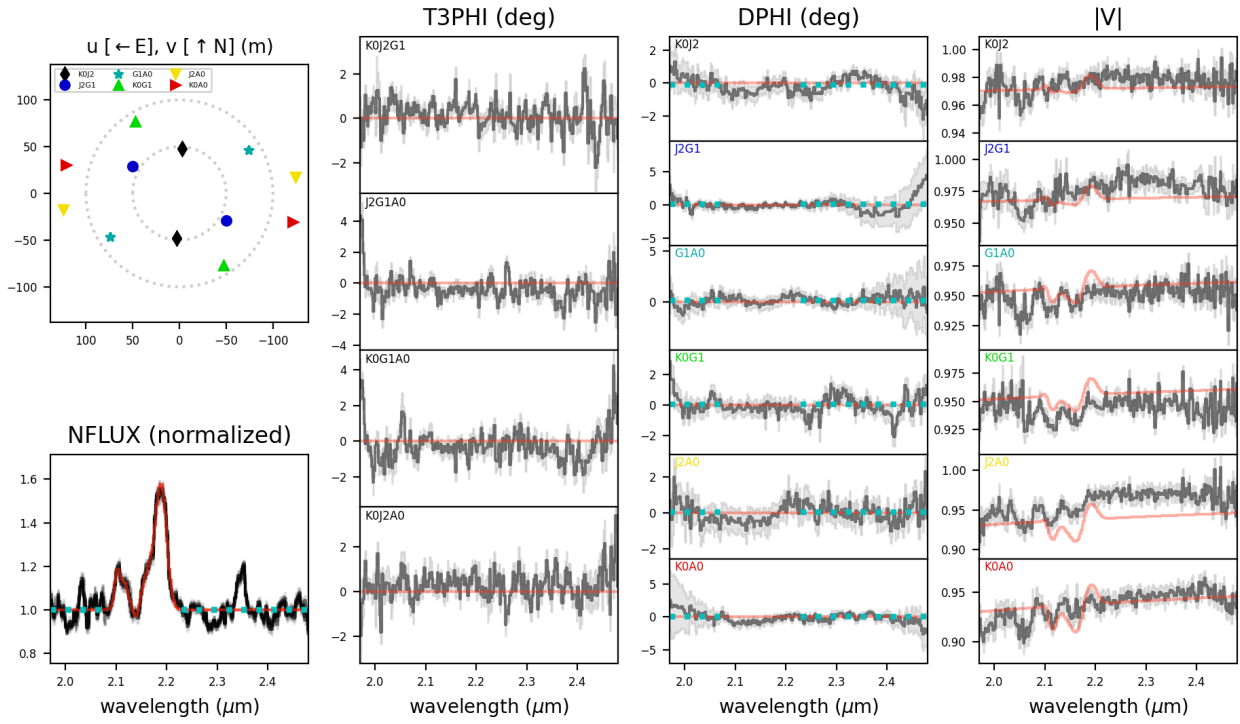 T3PHI (deg)
DPHI (deg)
|V|
u [←E], v [↑N] (m)
K0J2
J2G1
G1A0
K0G1
J2A0
K0A0
100
50
0
−50
−100
100
50
0
−50
−100
NFLUX (normalized)
1.6
1.4
1.2
1.0
0.8
2.0
2.1
2.2
2.3
2.4
wavelength (μm)
K0J2G1
2
0
−2
J2G1A0
4
2
0
−2
−4
K0G1A0
4
2
0
−2
K0J2A0
2
0
−2
2.0
2.1
2.2
2.3
2.4
wavelength (μm)
K0J2
2
0
−2
J2G1
5
0
−5
G1A0
5
0
K0G1
2
0
−2
J2A0
2
0
−2
K0A0
5
0
−5
2.0
2.1
2.2
2.3
2.4
wavelength (μm)
K0J2
1.00
0.98
0.96
0.94
J2G1
1.000
0.975
0.950
G1A0
0.975
0.950
0.925
K0G1
0.975
0.950
0.925
J2A0
1.00
0.95
0.90
K0A0
0.95
0.90
2.0
2.1
2.2
2.3
2.4
wavelength (μm)